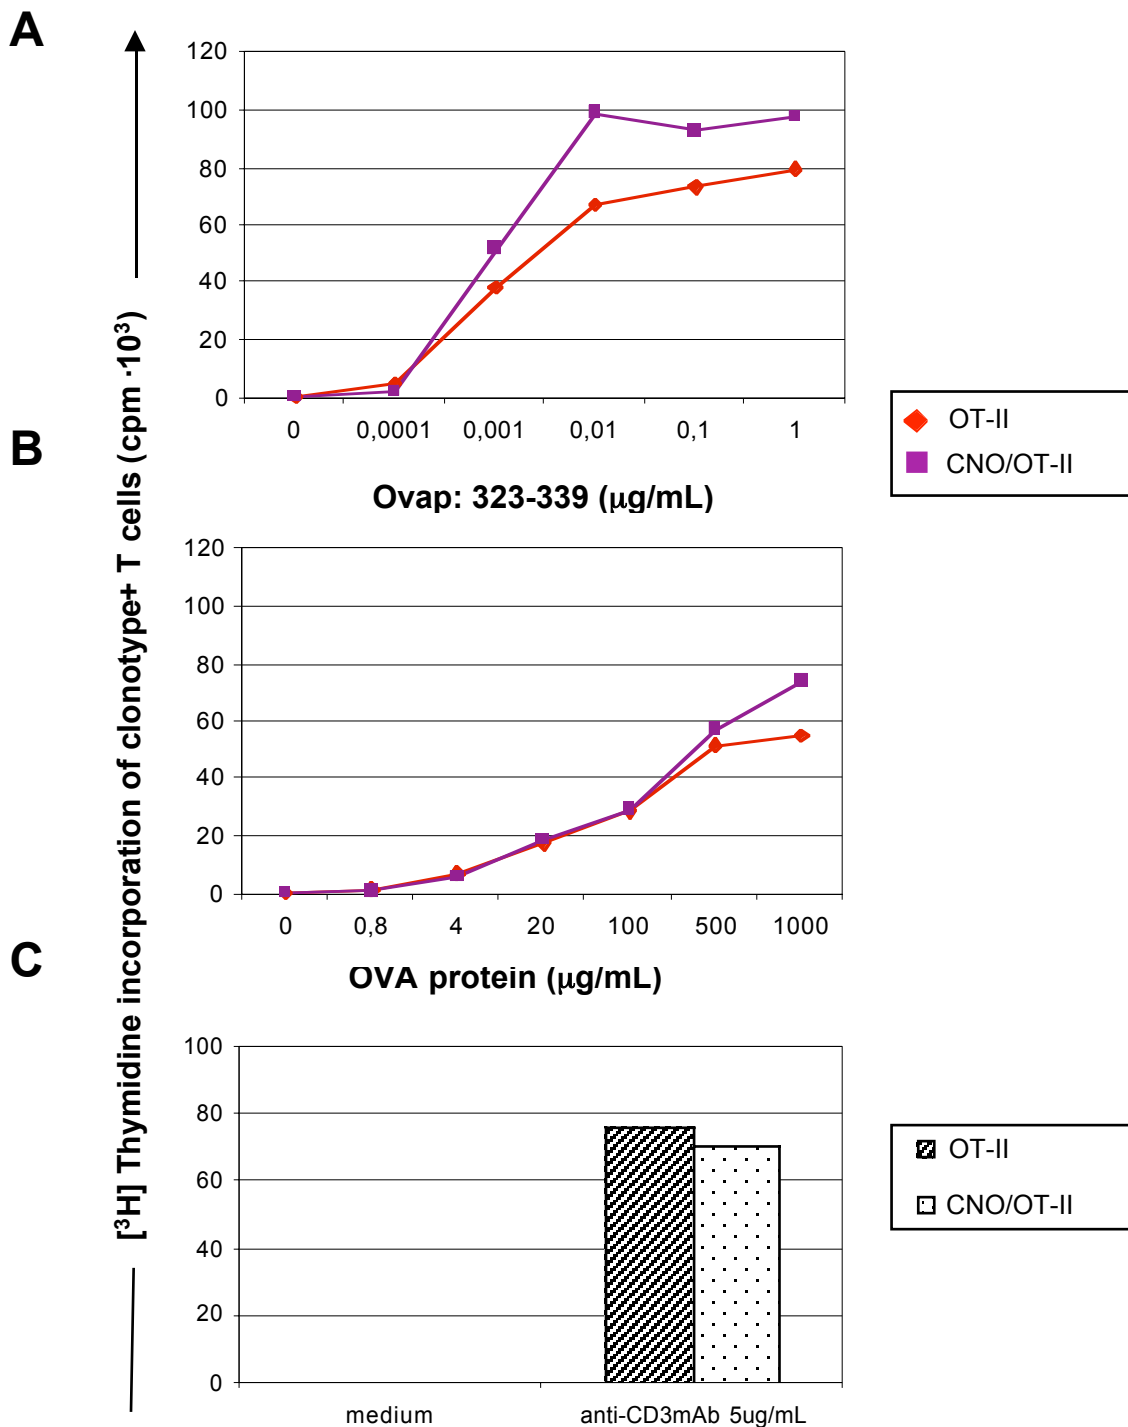 A
120
100
80
60
40
20
0
0 0,0001 0,001 0,01 0,1 1
Ovap: 323-339 (μg/mL)
OT-II
CNO/OT-II
[³H] Thymidine incorporation of clonotype+ T cells (cpm ·10³)
B
120
100
80
60
40
20
0
0 0,8 4 20 100 500 1000
OVA protein (μg/mL)
C
100
80
60
40
20
0
medium anti-CD3mAb 5ug/mL
OT-II
CNO/OT-II